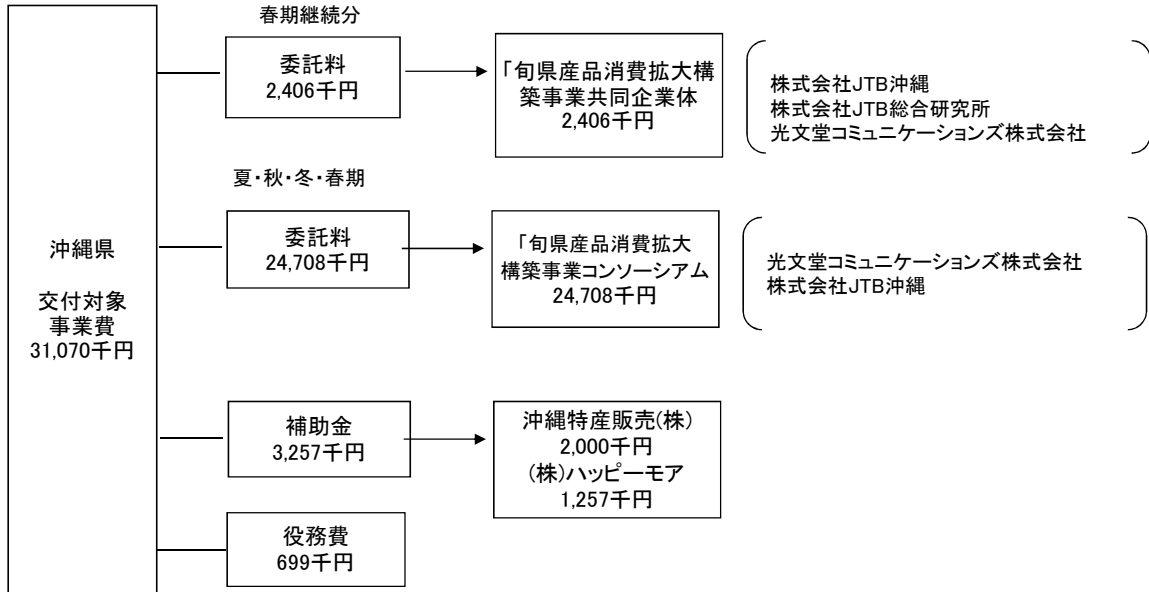 沖縄県
交付対象
事業費
31,070千円
春期継続分
委託料
2,406千円
「旬県産品消費拡大構
築事業共同企業体
2,406千円
株式会社JTB沖縄
株式会社JTB総合研究所
光文堂コミュニケーションズ株式会社
夏・秋・冬・春期
委託料
24,708千円
「旬県産品消費拡大
構築事業コンソーシアム
24,708千円
光文堂コミュニケーションズ株式会社
株式会社JTB沖縄
補助金
3,257千円
沖縄特産販売(株)
2,000千円
(株)ハッピーモア
1,257千円
役務費
699千円